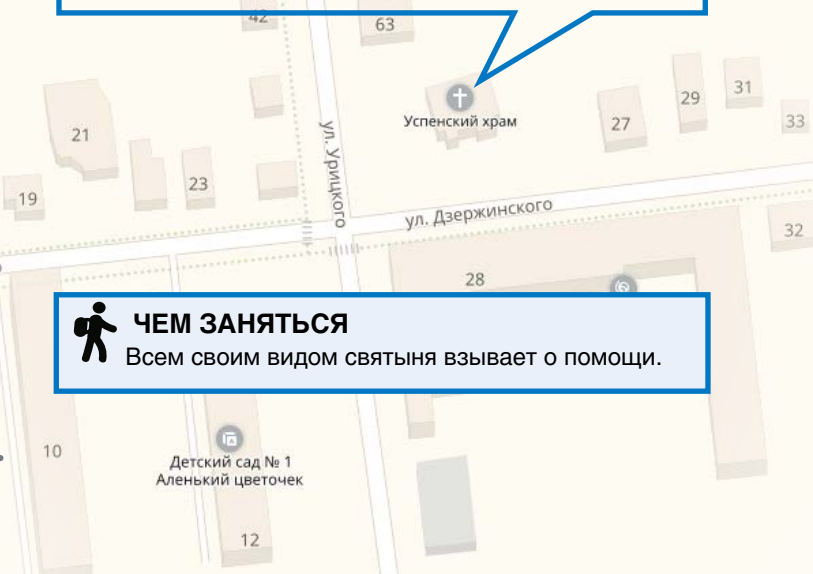 42
63
Успенский храм
21
27
29
31
33
19
23
ул. Урицкого
ул. Дзержинского
32
28
ЧЕМ ЗАНЯТЬСЯ
Всем своим видом святыня взывает о помощи.
10
Детский сад № 1
Аленький цветочек
12